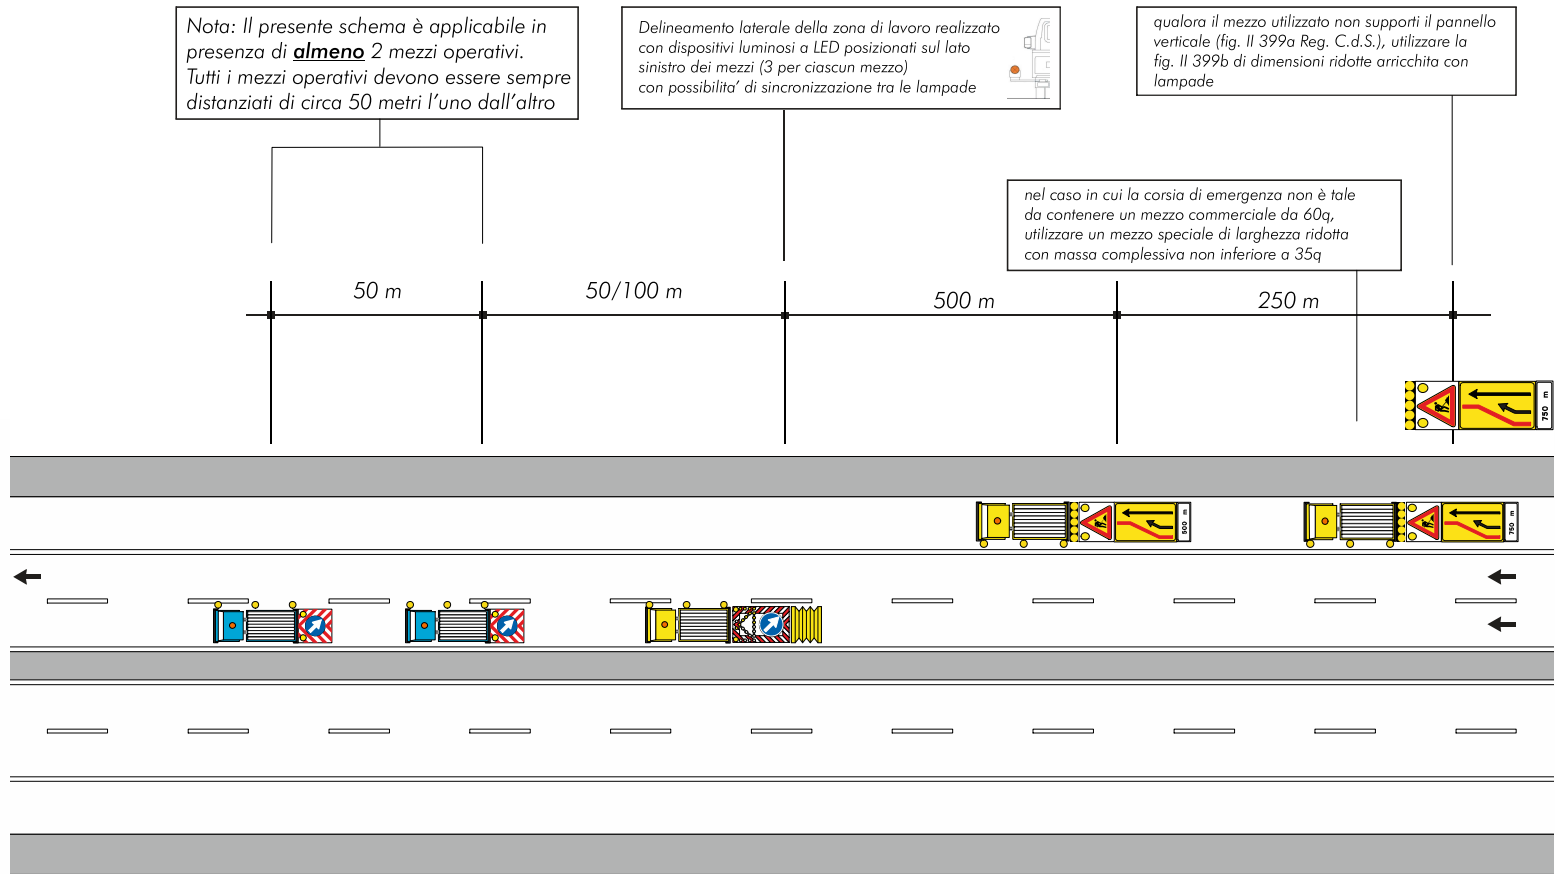 Nota: Il presente schema è applicabile in
presenza di almeno 2 mezzi operativi.
Tutti i mezzi operativi devono essere sempre
distanziati di circa 50 metri l'uno dall'altro
Delineamento laterale della zona di lavoro realizzato
con dispositivi luminosi a LED posizionati sul lato
sinistro dei mezzi (3 per ciascun mezzo)
con possibilita' di sincronizzazione tra le lampade
qualora il mezzo utilizzato non supporti il pannello
verticale (fig. II 399a Reg. C.d.S.), utilizzare la
fig. II 399b di dimensioni ridotte arricchita con
lampade
nel caso in cui la corsia di emergenza non è tale
da contenere un mezzo commerciale da 60q,
utilizzare un mezzo speciale di larghezza ridotta
con massa complessiva non inferiore a 35q
50 m
50/100 m
500 m
250 m
750 m
500 m
750 m